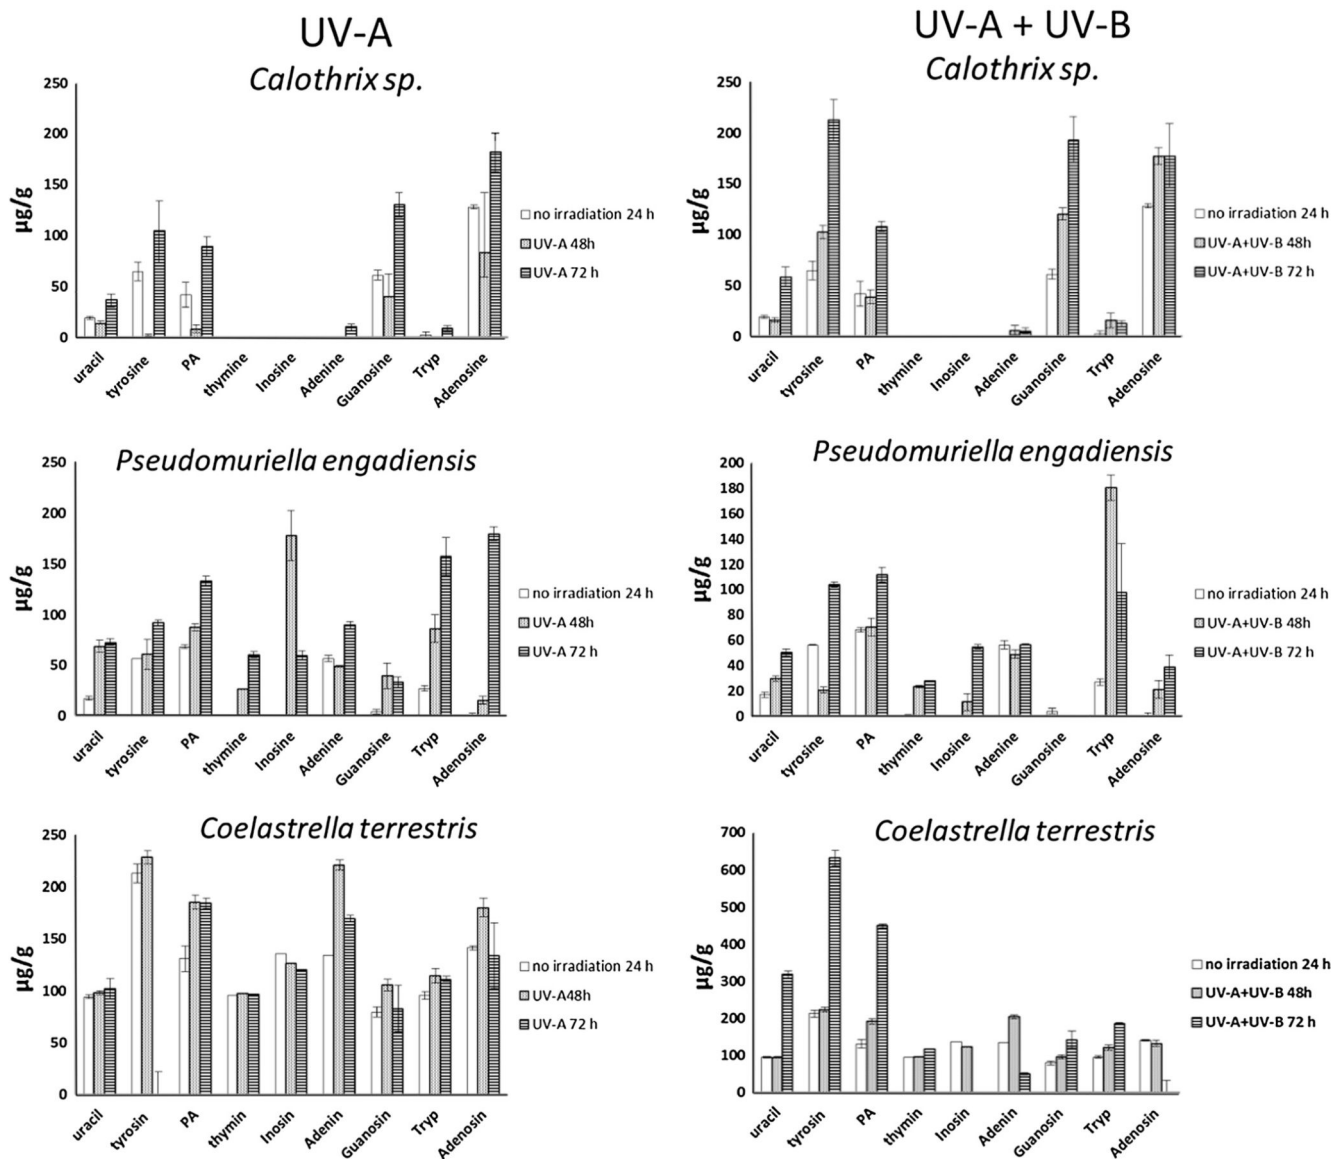 UV-A
UV-A + UV-B
Calothrix sp.
250
200
150
100
50
0
µg/g
uracil
tyrosine
PA
thymine
Inosine
Adenine
Guanosine
Tryp
Adenosine
no irradiation 24 h
UV-A 48h
UV-A 72 h
Calothrix sp.
250
200
150
100
50
0
µg/g
uracil
tyrosine
PA
thymine
Inosine
Adenine
Guanosine
Tryp
Adenosine
no irradiation 24 h
UV-A+UV-B 48h
UV-A+UV-B 72 h
Pseudomuriella engadiensis
250
200
150
100
50
0
µg/g
uracil
tyrosine
PA
thymine
Inosine
Adenine
Guanosine
Tryp
Adenosine
no irradiation 24 h
UV-A 48h
UV-A 72 h
Pseudomuriella engadiensis
200
180
160
140
120
100
80
60
40
20
0
µg/g
uracil
tyrosine
PA
thymine
Inosine
Adenine
Guanosine
Tryp
Adenosine
no irradiation 24 h
UV-A+UV-B 48h
UV-A+UV-B 72 h
Coelastrella terrestris
250
200
150
100
50
0
µg/g
uracil
tyrosin
PA
thymin
Inosin
Adenin
Guanosin
Tryp
Adenosin
no irradiation 24 h
UV-A48h
UV-A 72 h
Coelastrella terrestris
700
600
500
400
300
200
100
0
µg/g
uracil
tyrosin
PA
thymin
Inosin
Adenin
Guanosin
Tryp
Adenosin
no irradiation 24 h
UV-A+UV-B 48h
UV-A+UV-B 72 h